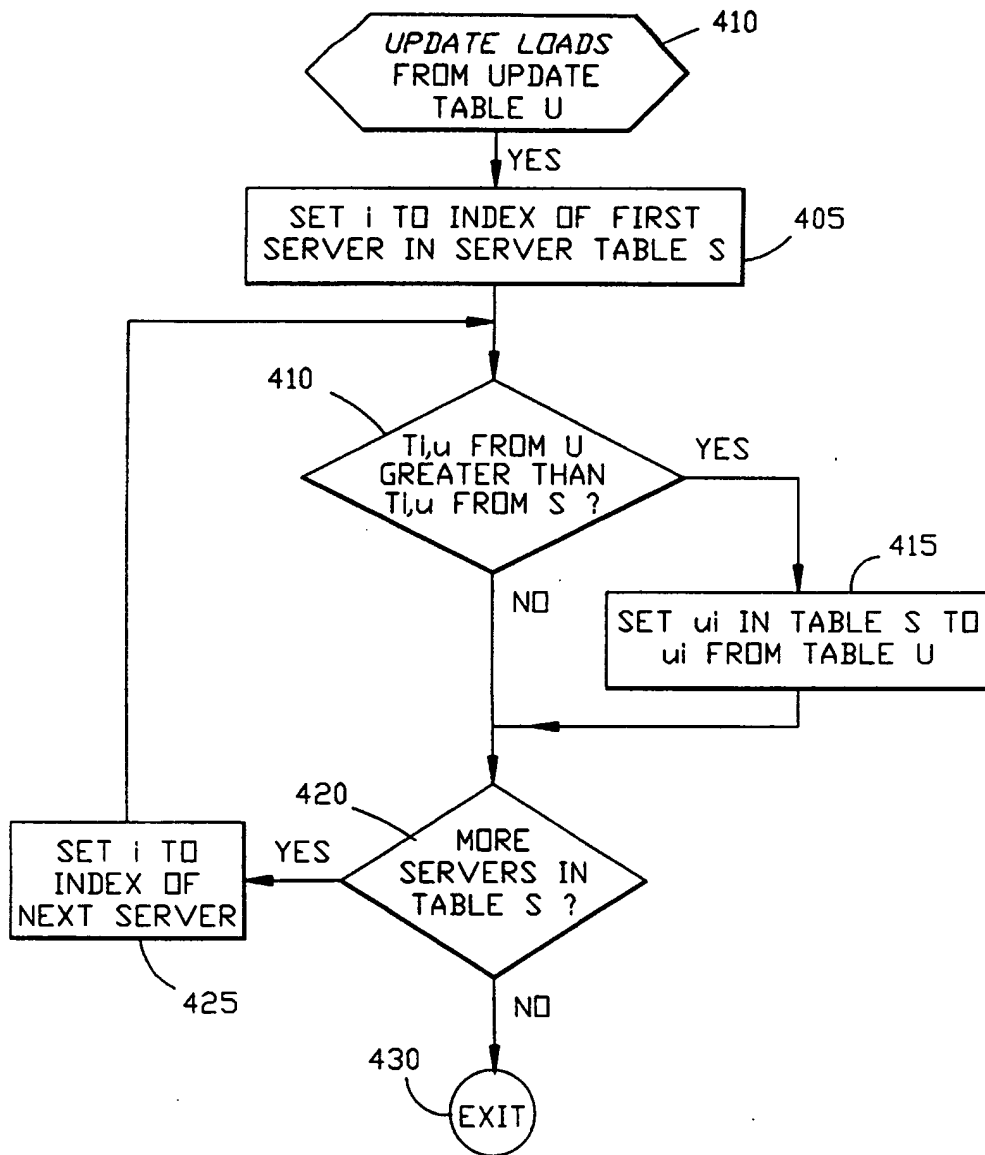 410
UPDATE LOADS
FROM UPDATE
TABLE U
YES
SET i TO INDEX OF FIRST
SERVER IN SERVER TABLE S
405
410
Ti,u FROM U
GREATER THAN
Ti,u FROM S ?
YES
NO
415
SET ui IN TABLE S TO
ui FROM TABLE U
420
MORE
SERVERS IN
TABLE S ?
YES
SET i TO
INDEX OF
NEXT SERVER
425
NO
430
EXIT